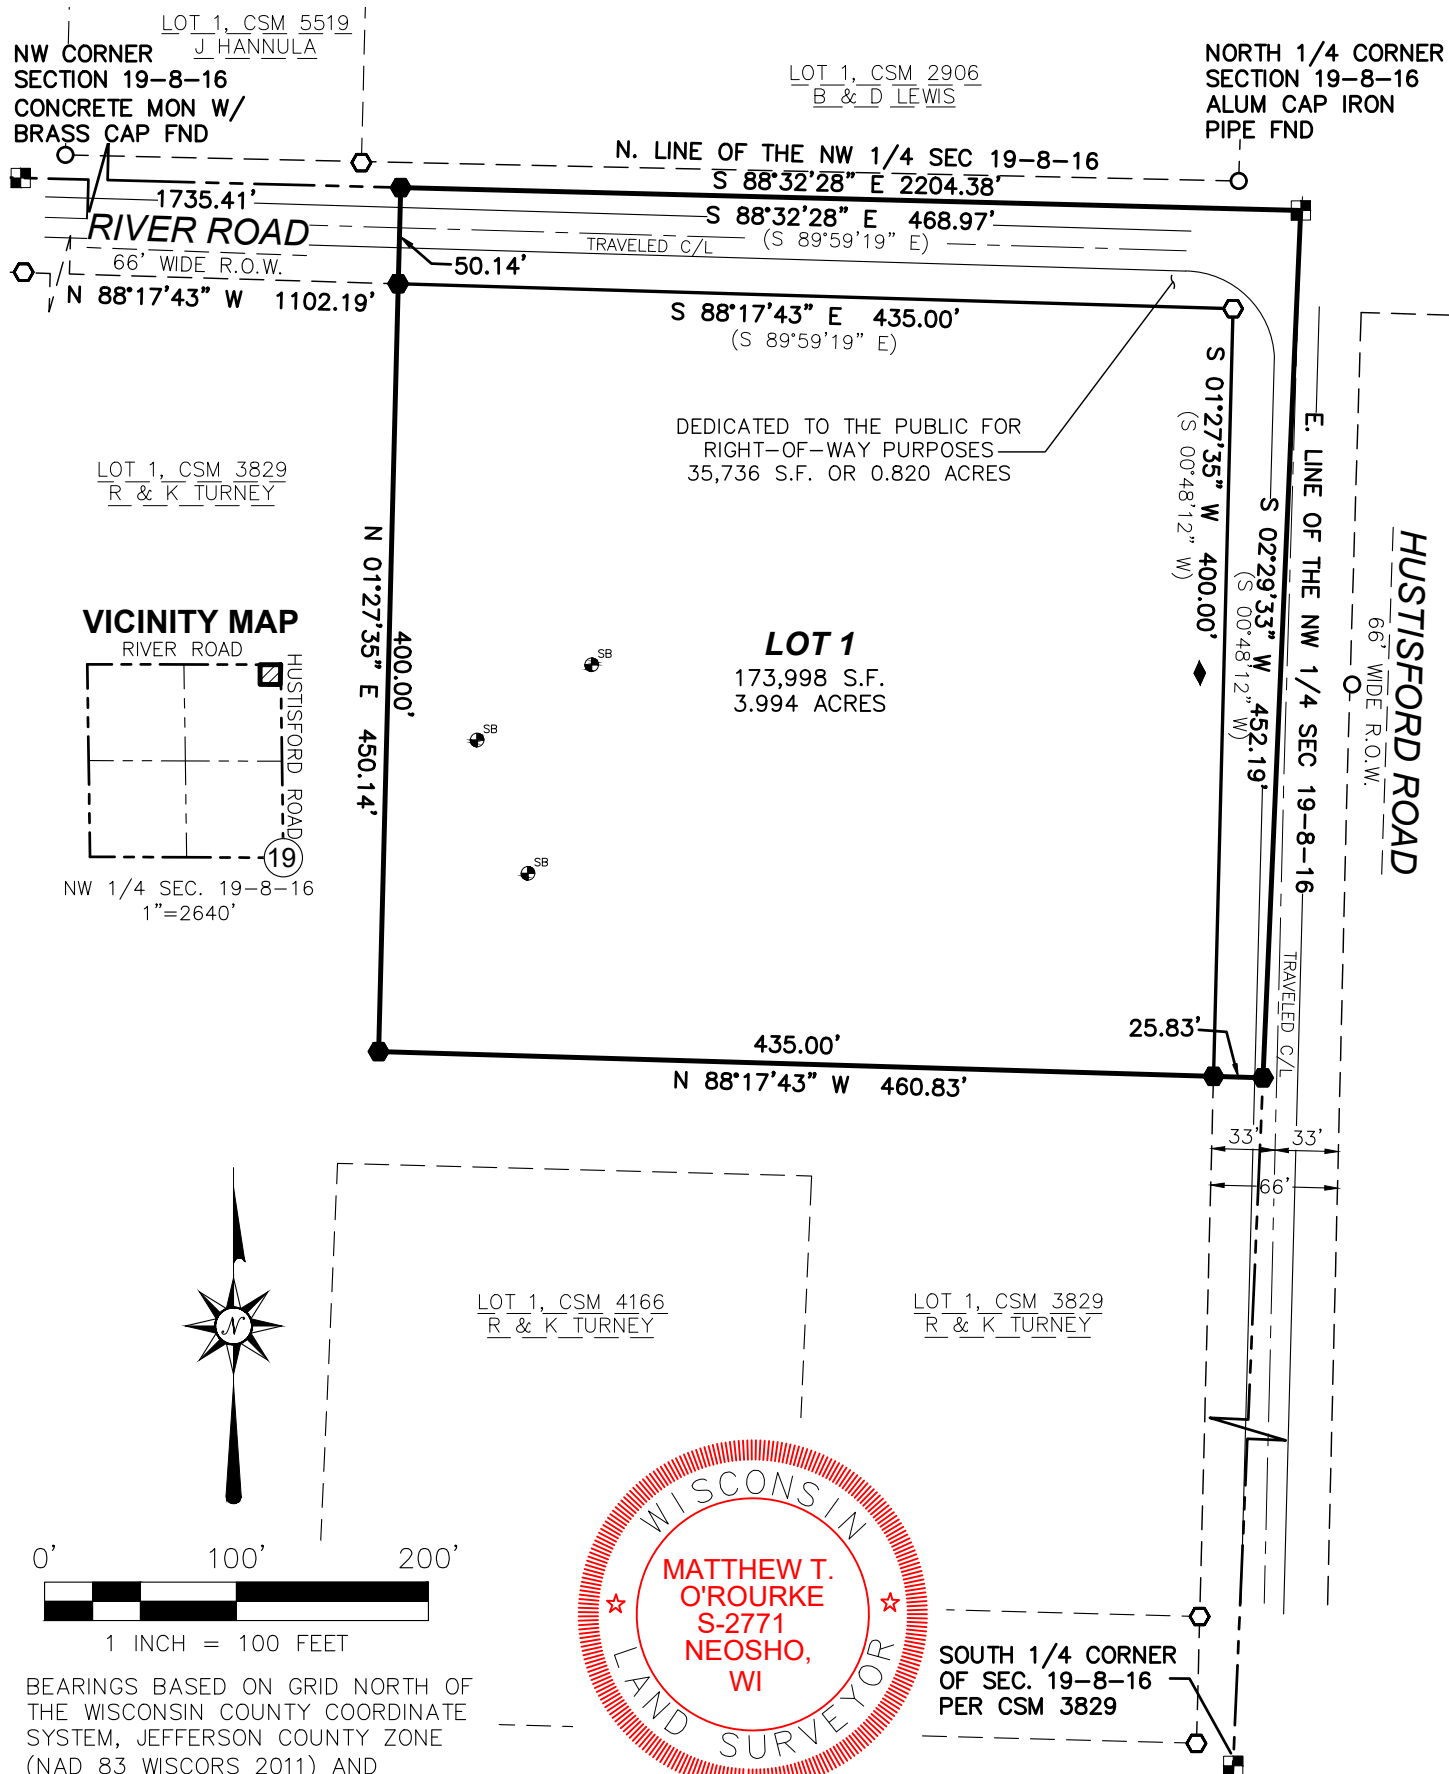 LOT 1, CSM 5519
J HANNULA
NW CORNER
SECTION 19-8-16
CONCRETE MON W/
BRASS CAP FND
LOT 1, CSM 2906
B & D LEWIS
NORTH 1/4 CORNER
SECTION 19-8-16
ALUM CAP IRON
PIPE FND
N. LINE OF THE NW 1/4 SEC 19-8-16
S 88°32'28" E 2204.38'
1735.41'
S 88°32'28" E 468.97'
(S 89°59'19" E)
RIVER ROAD
TRAVELED C/L
66' WIDE R.O.W.
50.14'
N 88°17'43" W 1102.19'
S 88°17'43" E 435.00'
(S 89°59'19" E)
S 01°27'35" W 400.00'
(S 00°48'12" W)
DEDICATED TO THE PUBLIC FOR
RIGHT-OF-WAY PURPOSES
35,736 S.F. OR 0.820 ACRES
S 02°29'33" W 452.19'
(S 00°48'12" W)
E. LINE OF THE NW 1/4 SEC 19-8-16
HUSTISFORD ROAD
66' WIDE R.O.W.
LOT 1, CSM 3829
R & K TURNEY
N 01°27'35" E 450.14'
400.00'
VICINITY MAP
RIVER ROAD
HUSTISFORD ROAD
19
NW 1/4 SEC. 19-8-16
1"=2640'
LOT 1
173,998 S.F.
3.994 ACRES
SB
SB
SB
TRAVELED C/L
25.83'
435.00'
N 88°17'43" W 460.83'
33'
33'
66'
LOT 1, CSM 4166
R & K TURNEY
LOT 1, CSM 3829
R & K TURNEY
N
0'
100'
200'
1 INCH = 100 FEET
WISCONSIN
MATTHEW T.
O'ROURKE
S-2771
NEOSHO,
WI
LAND SURVEYOR
SOUTH 1/4 CORNER
OF SEC. 19-8-16
PER CSM 3829
BEARINGS BASED ON GRID NORTH OF
THE WISCONSIN COUNTY COORDINATE
SYSTEM, JEFFERSON COUNTY ZONE
(NAD 83 WISCORS 2011) AND